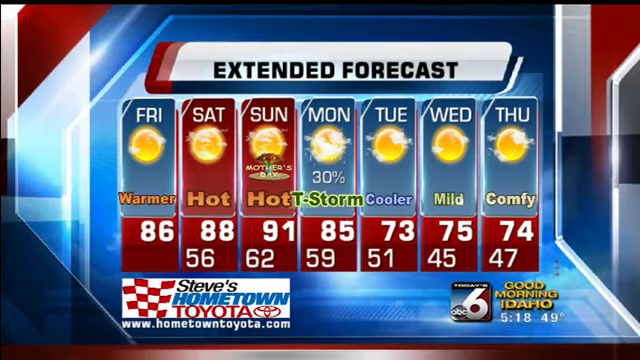 EXTENDED FORECAST
FRI SAT SUN MON TUE WED THU
MOTHER'S
DAY
30%
Warmer Hot Hot T-Storm Cooler Mild Comfy
86 88 91 85 73 75 74
56 62 59 51 45 47
Steve's
HOMETOWN
TOYOTA
www.hometowntoyota.com
TODAY'S
abc 6
GOOD
MORNING
IDAHO
5:18 49°